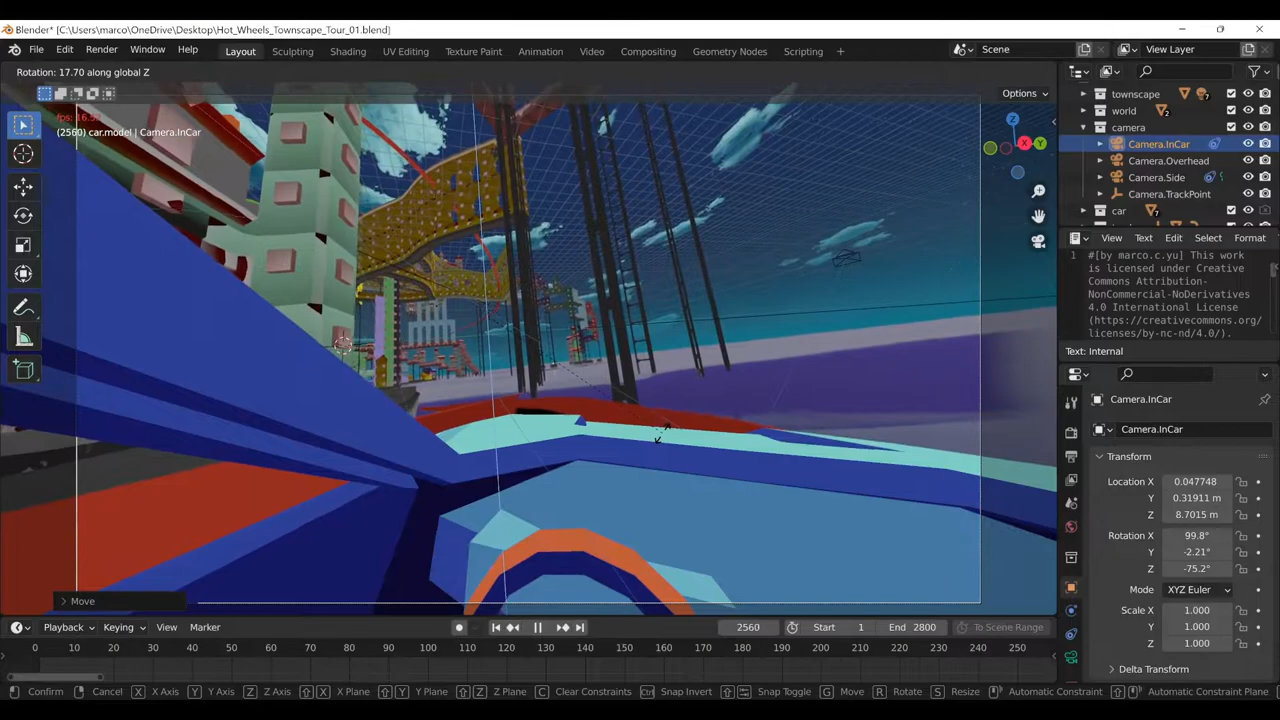 Blender* [C:\Users\marco\OneDrive\Desktop\Hot_Wheels_Townscape_Tour_01.blend]
File Edit Render Window Help Layout Sculpting Shading UV Editing Texture Paint Animation Video Compositing Geometry Nodes Scripting + Scene View Layer
Rotation: 17.70 along global Z
Options
fps: 16.9
(2560) car.model | Camera.InCar
Z
X
Y
townscape 7
world 2
camera
Camera.InCar
Camera.Overhead
Camera.Side
Camera.TrackPoint
car 7
View Text Edit Select Format
1 #[by marco.c.yu] This work
is licensed under Creative
Commons Attribution-
NonCommercial-NoDerivatives
4.0 International License
(https://creativecommons.org/
licenses/by-nc-nd/4.0/).
Text: Internal
Camera.InCar
Camera.InCar
Transform
Location X 0.047748
Y 0.31911 m
Z 8.7015 m
Rotation X 99.8°
Y -2.21°
Z -75.2°
Mode XYZ Euler
Scale X 1.000
Y 1.000
Z 1.000
Delta Transform
Move
Playback Keying View Marker 2560 Start 1 End 2800 To Scene Range
0 10 20 30 40 50 60 70 80 90 100 110 120 130 140 150 160 170 180 190 200 210 220 230 240 250
Confirm Cancel X X Axis Y Y Axis Z Z Axis X X Plane Y Y Plane Z Z Plane C Clear Constraints Ctrl Snap Invert Snap Toggle G Move R Rotate S Resize Automatic Constraint Automatic Constraint Plane